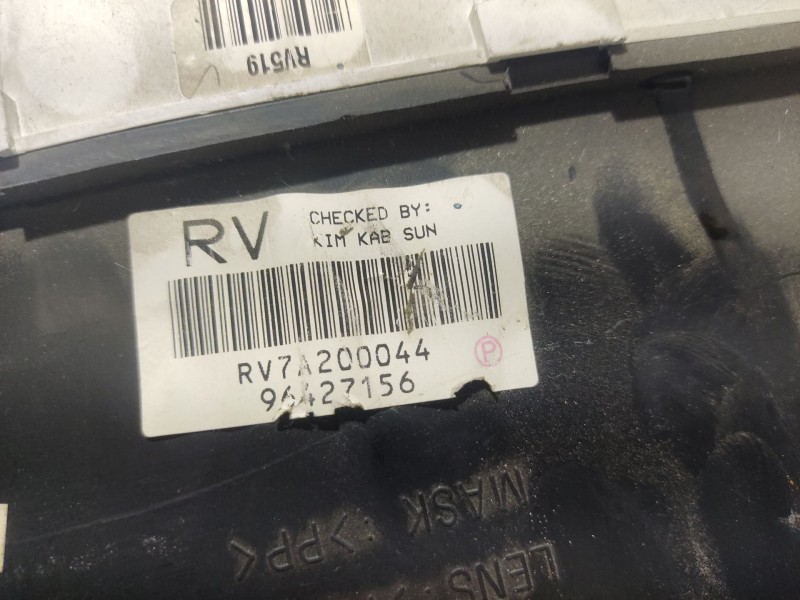 RV519
RV
CHECKED BY:
KIM KAB SUN
RV7A200044
P
96427156
MASK : >PP<
LENS :>